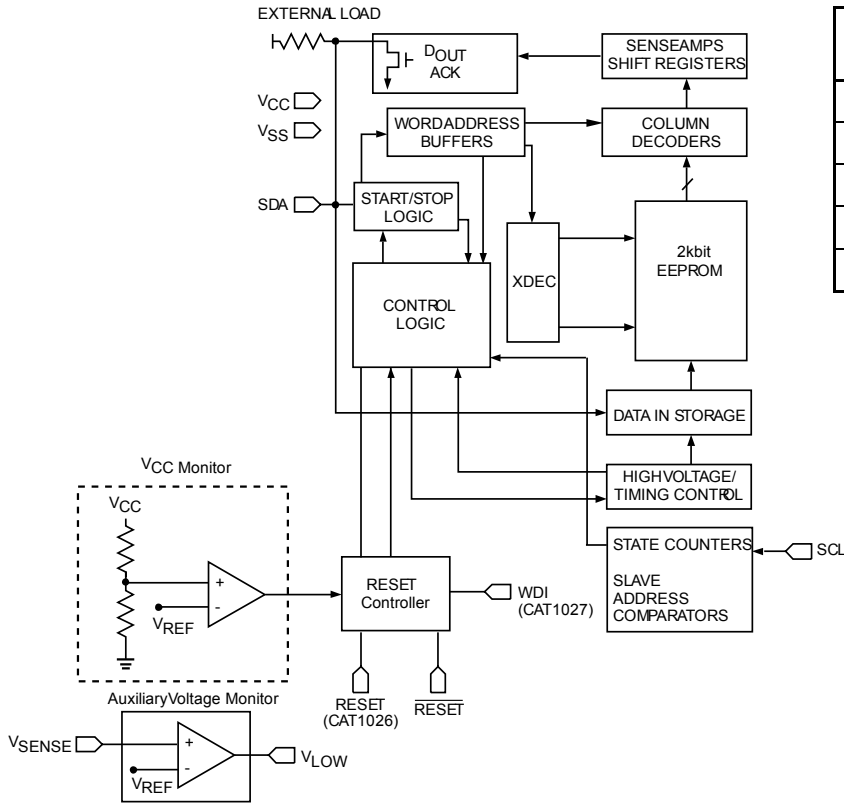 EXTERNAL LOAD
DOUT
ACK
SENSEAMPS
SHIFT REGISTERS
VCC
VSS
WORDADDRESS
BUFFERS
COLUMN
DECODERS
SDA
START/STOP
LOGIC
XDEC
2kbit
EEPROM
CONTROL
LOGIC
DATA IN STORAGE
HIGHVOLTAGE/
TIMING CONTROL
VCC Monitor
VCC
+
-
VREF
RESET
Controller
WDI
(CAT1027)
STATE COUNTERS
SLAVE
ADDRESS
COMPARATORS
SCL
RESET
(CAT1026)
RESET
AuxiliaryVoltage Monitor
VSENSE
+
-
VREF
VLOW